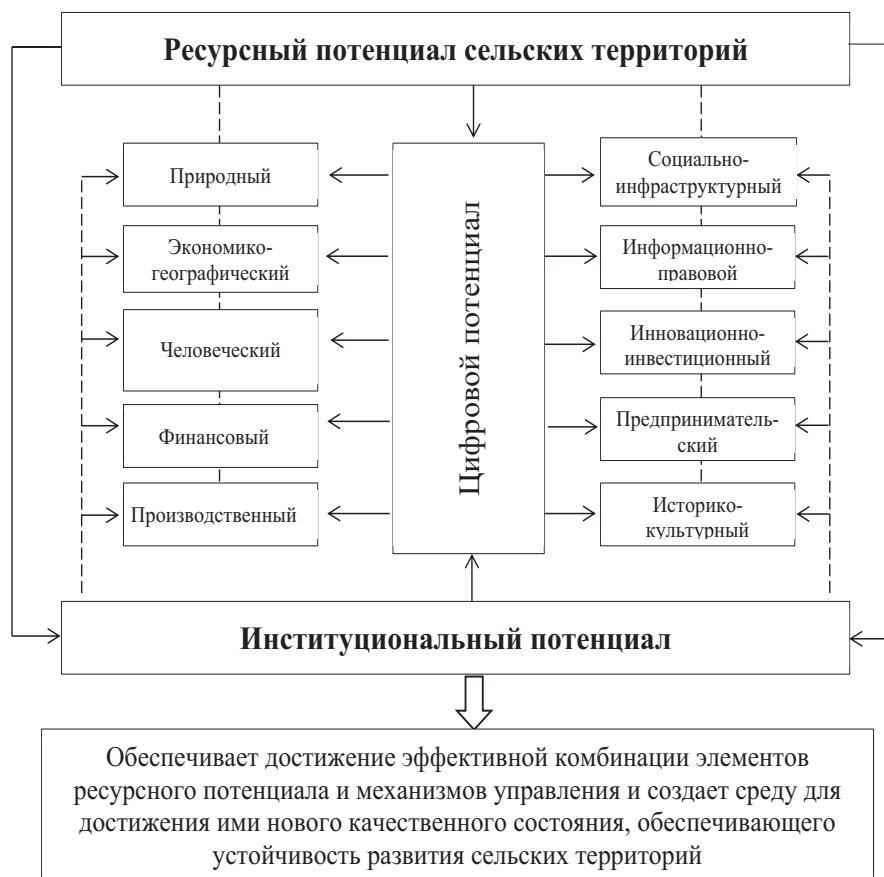 Ресурсный потенциал сельских территорий
Природный
Экономико-
географический
Человеческий
Финансовый
Производственный
Цифровой потенциал
Социально-
инфраструктурный
Информационно-
правовой
Инновационно-
инвестиционный
Предприниматель-
ский
Историко-
культурный
Институциональный потенциал
Обеспечивает достижение эффективной комбинации элементов
ресурсного потенциала и механизмов управления и создает среду для
достижения ими нового качественного состояния, обеспечивающего
устойчивость развития сельских территорий